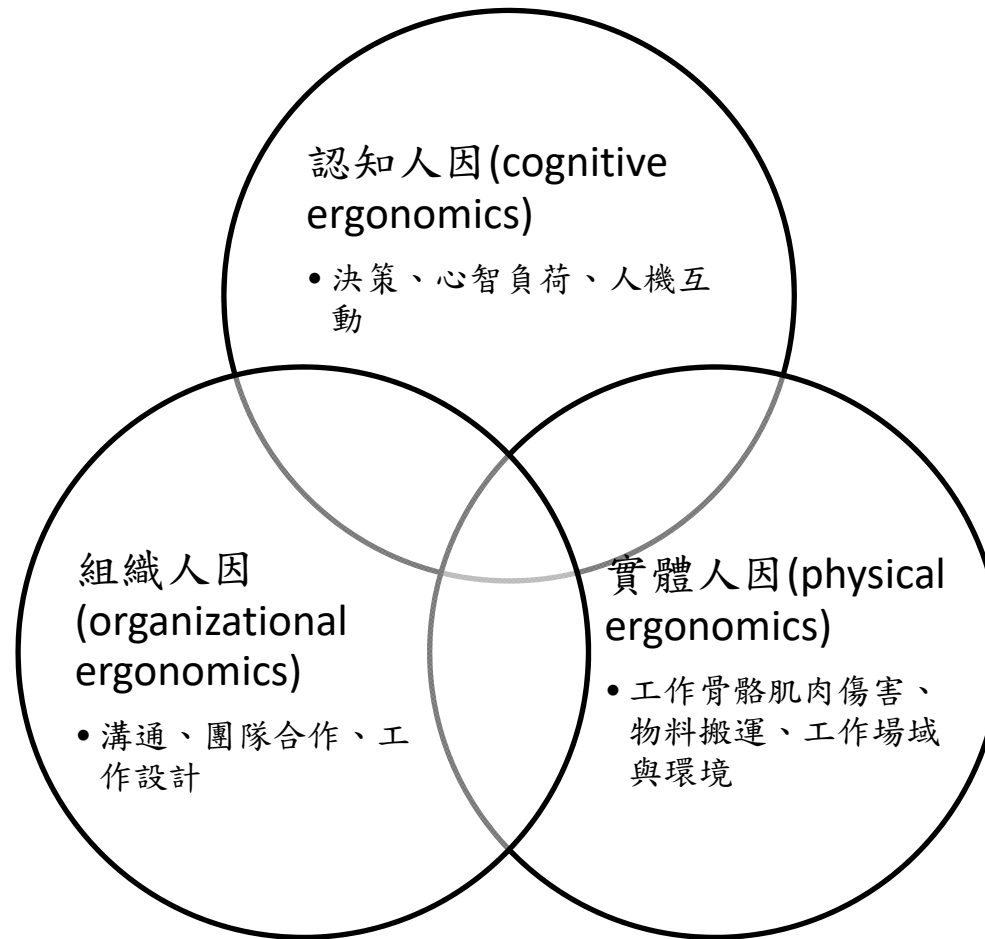 認知人因(cognitive
ergonomics)
• 決策、心智負荷、人機互
動
組織人因
(organizational
ergonomics)
• 溝通、團隊合作、工
作設計
實體人因(physical
ergonomics)
• 工作骨骼肌肉傷害、
物料搬運、工作場域
與環境